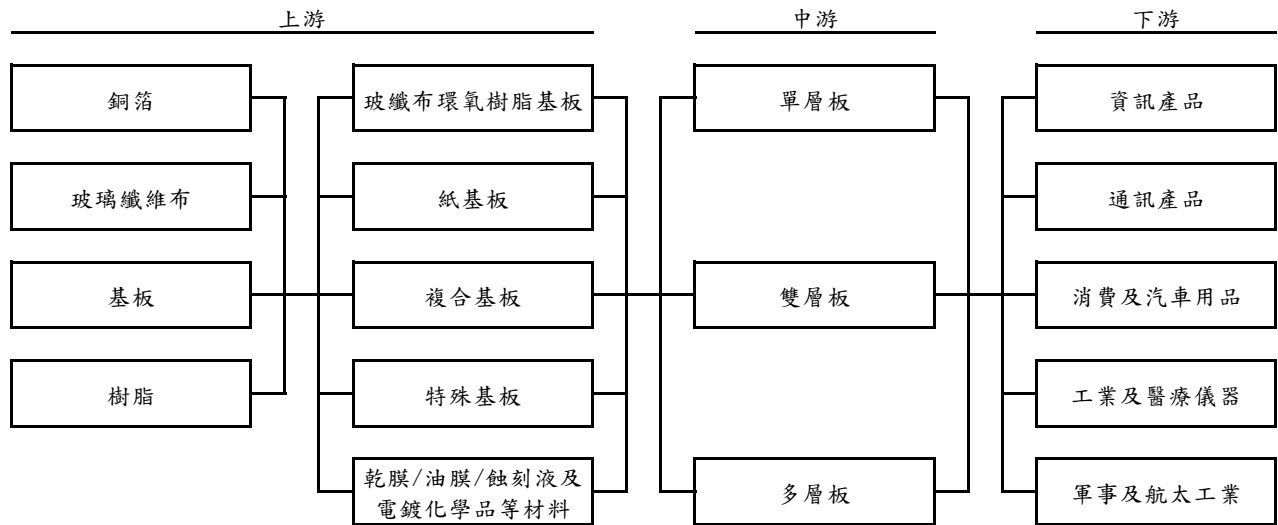 上游
中游
下游
銅箔
玻纖布環氧樹脂基板
單層板
資訊產品
玻璃纖維布
紙基板
通訊產品
基板
複合基板
雙層板
消費及汽車用品
樹脂
特殊基板
工業及醫療儀器
乾膜/油膜/蝕刻液及
電鍍化學品等材料
多層板
軍事及航太工業